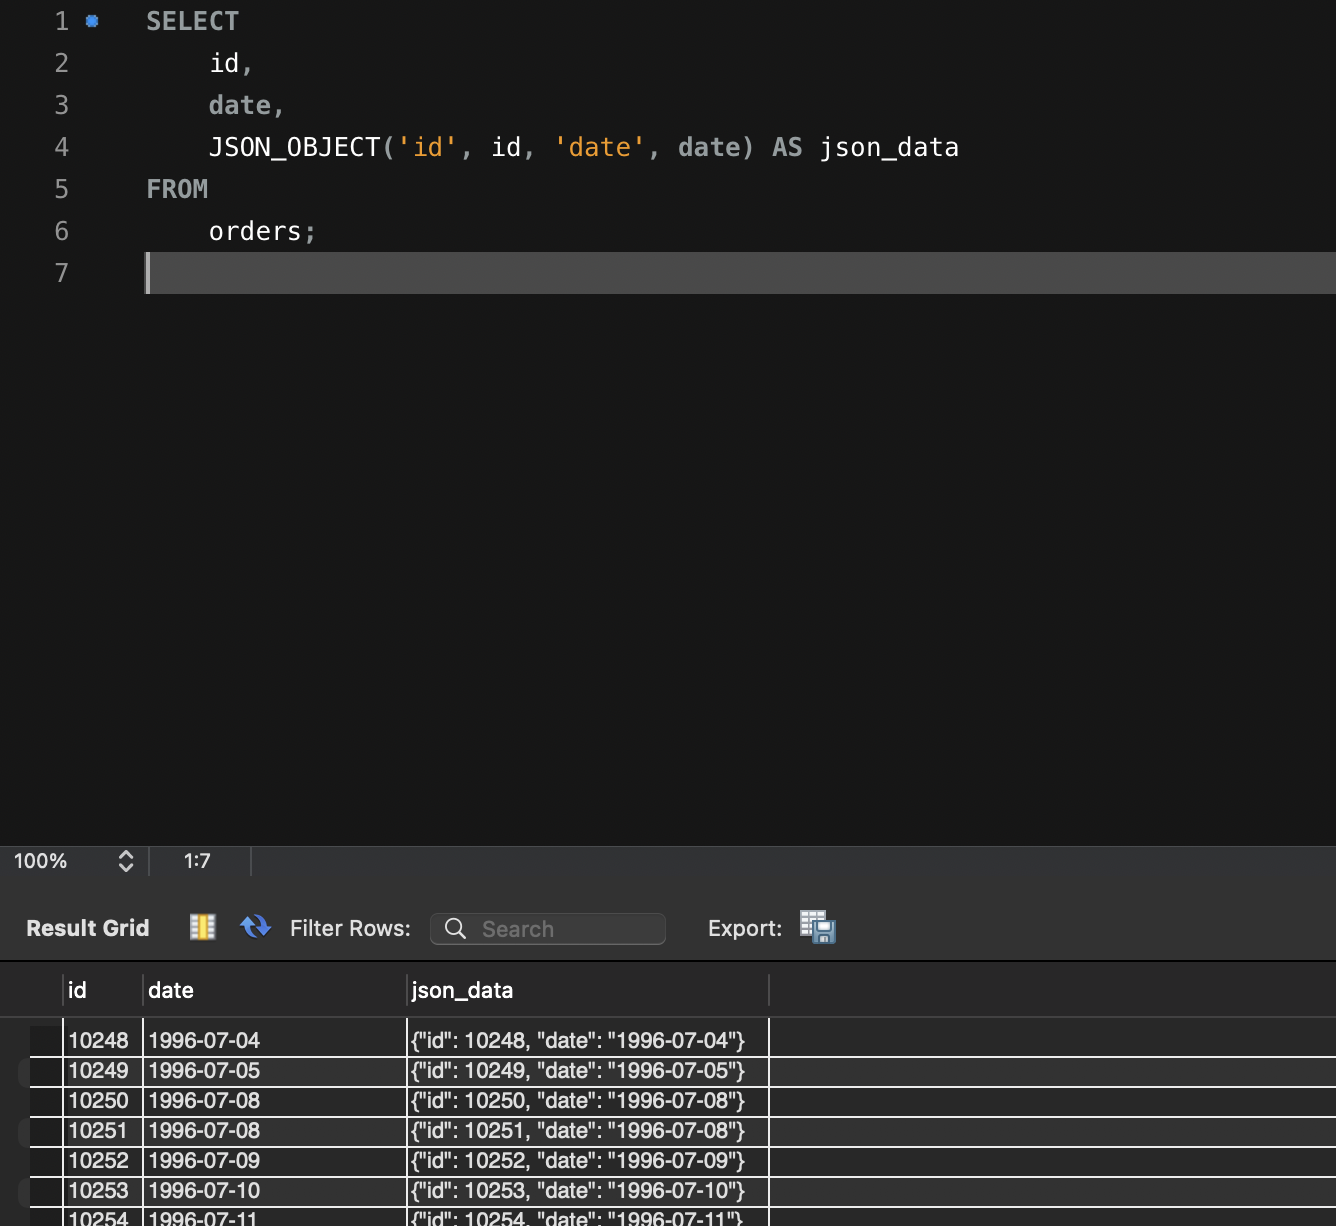 1 SELECT
2 id,
3 date,
4 JSON_OBJECT('id', id, 'date', date) AS json_data
5 FROM
6 orders;
7
100% 1:7
Result Grid Filter Rows: Search Export:
id date json_data
10248 1996-07-04 {"id": 10248, "date": "1996-07-04"}
10249 1996-07-05 {"id": 10249, "date": "1996-07-05"}
10250 1996-07-08 {"id": 10250, "date": "1996-07-08"}
10251 1996-07-08 {"id": 10251, "date": "1996-07-08"}
10252 1996-07-09 {"id": 10252, "date": "1996-07-09"}
10253 1996-07-10 {"id": 10253, "date": "1996-07-10"}
10254 1996-07-11 {"id": 10254, "date": "1996-07-11"}